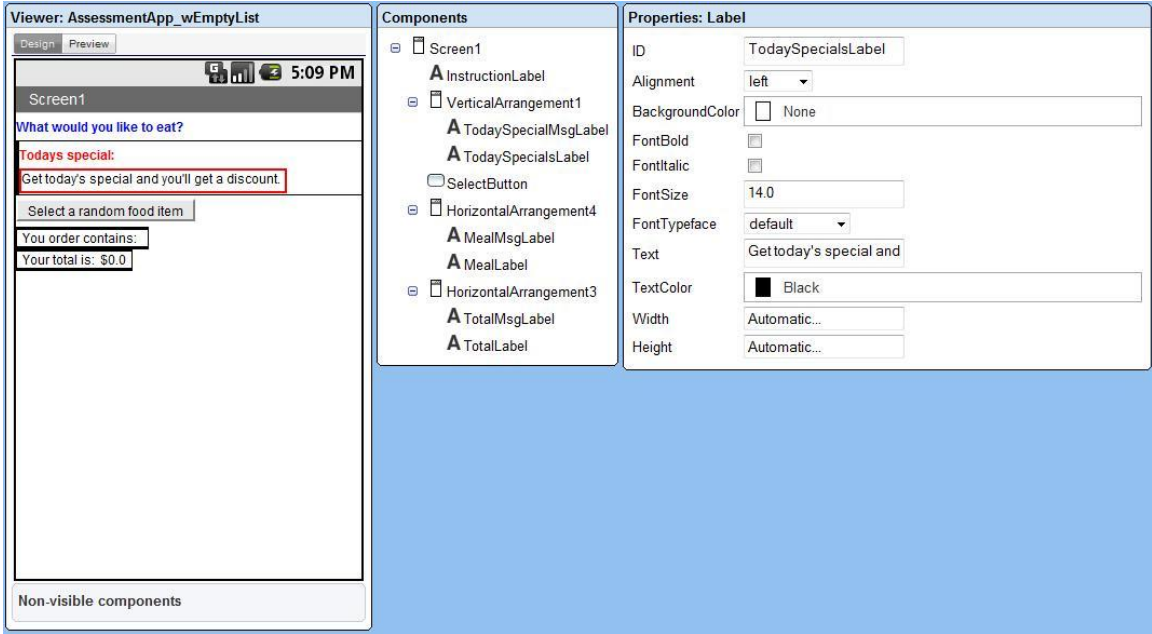 Viewer: AssessmentApp_wEmptyList
Design Preview
5:09 PM
Screen1
What would you like to eat?
Todays special:
Get today's special and you'll get a discount.
Select a random food item
You order contains:
Your total is: $0.0
Non-visible components
Components
Screen1
A InstructionLabel
VerticalArrangement1
A TodaySpecialMsgLabel
A TodaySpecialsLabel
SelectButton
HorizontalArrangement4
A MealMsgLabel
A MealLabel
HorizontalArrangement3
A TotalMsgLabel
A TotalLabel
Properties: Label
ID TodaySpecialsLabel
Alignment left
BackgroundColor None
FontBold
FontItalic
FontSize 14.0
FontTypeface default
Text Get today's special and
TextColor Black
Width Automatic...
Height Automatic...